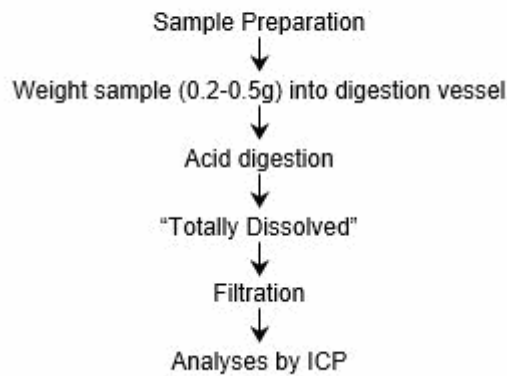 Sample Preparation
Weight sample (0.2-0.5g) into digestion vessel
Acid digestion
“Totally Dissolved”
Filtration
Analyses by ICP